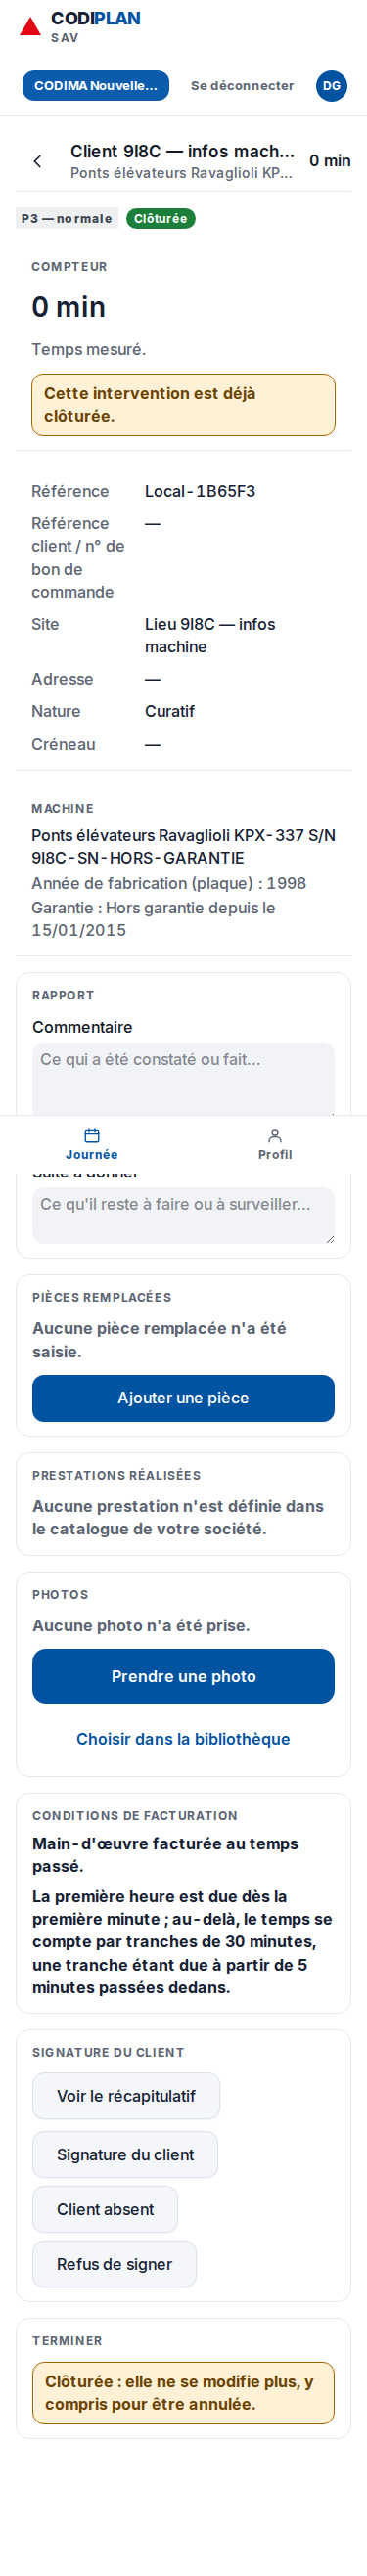 CODIPLAN
SAV
CODIMA Nouvelle...
Se déconnecter
DG
Client 9I8C — infos mach...
0 min
Ponts élévateurs Ravaglioli KP...
P3 — normale
Clôturée
COMPTEUR
0 min
Temps mesuré.
Cette intervention est déjà
clôturée.
Référence
Local-1B65F3
Référence
client / n° de
bon de
commande
—
Site
Lieu 9I8C — infos
machine
Adresse
—
Nature
Curatif
Créneau
—
MACHINE
Ponts élévateurs Ravaglioli KPX-337 S/N
9I8C-SN-HORS-GARANTIE
Année de fabrication (plaque) : 1998
Garantie : Hors garantie depuis le
15/01/2015
RAPPORT
Commentaire
Ce qui a été constaté ou fait...
Journée
Profil
Suite à donner
Ce qu'il reste à faire ou à surveiller...
PIÈCES REMPLACÉES
Aucune pièce remplacée n'a été
saisie.
Ajouter une pièce
PRESTATIONS RÉALISÉES
Aucune prestation n'est définie dans
le catalogue de votre société.
PHOTOS
Aucune photo n'a été prise.
Prendre une photo
Choisir dans la bibliothèque
CONDITIONS DE FACTURATION
Main-d'œuvre facturée au temps
passé.
La première heure est due dès la
première minute ; au-delà, le temps se
compte par tranches de 30 minutes,
une tranche étant due à partir de 5
minutes passées dedans.
SIGNATURE DU CLIENT
Voir le récapitulatif
Signature du client
Client absent
Refus de signer
TERMINER
Clôturée : elle ne se modifie plus, y
compris pour être annulée.